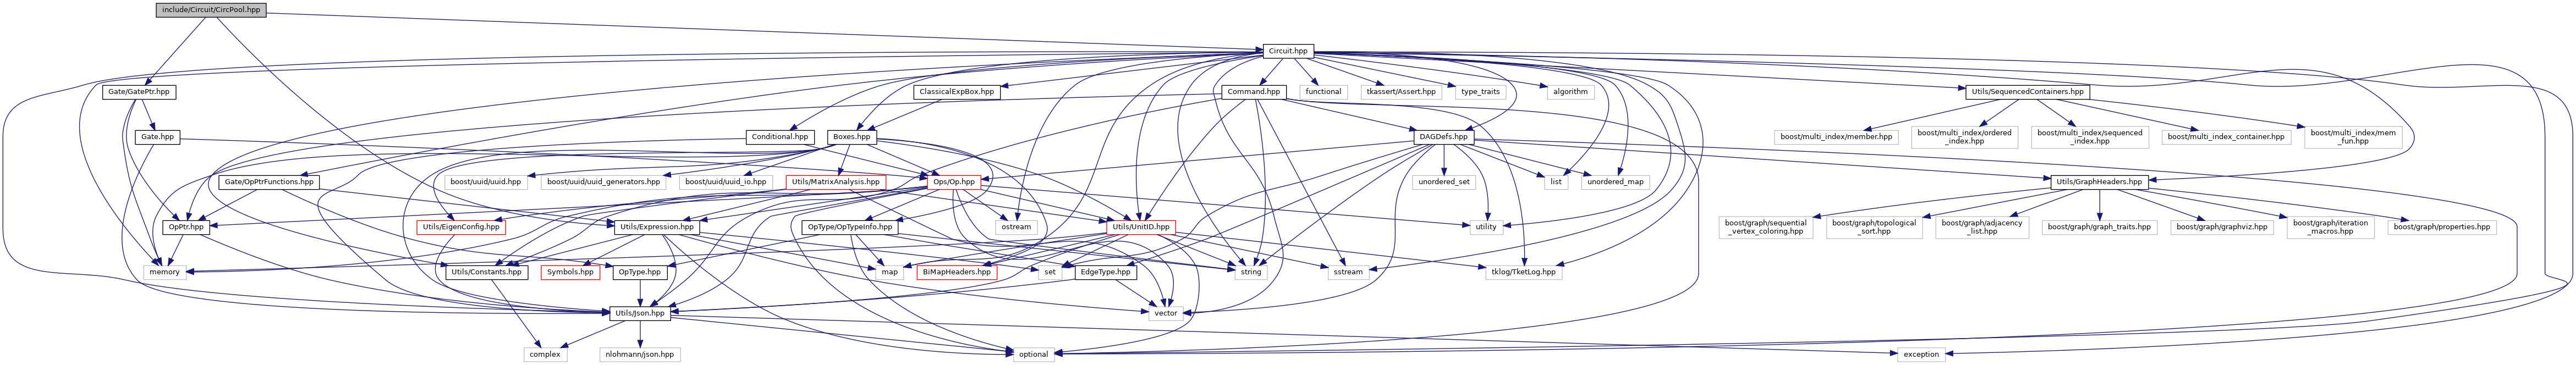 include/Circuit/CircPool.hpp
Circuit.hpp
Gate/GatePtr.hpp
ClassicalExpBox.hpp
Command.hpp
functional
tkassert/Assert.hpp
type_traits
algorithm
Utils/SequencedContainers.hpp
Gate.hpp
Conditional.hpp
Boxes.hpp
DAGDefs.hpp
boost/multi_index/member.hpp
boost/multi_index/ordered
_index.hpp
boost/multi_index/sequenced
_index.hpp
boost/multi_index_container.hpp
boost/multi_index/mem
_fun.hpp
Gate/OpPtrFunctions.hpp
boost/uuid/uuid.hpp
boost/uuid/uuid_generators.hpp
boost/uuid/uuid_io.hpp
Utils/MatrixAnalysis.hpp
Ops/Op.hpp
unordered_set
list
unordered_map
Utils/GraphHeaders.hpp
OpPtr.hpp
Utils/EigenConfig.hpp
Utils/Expression.hpp
OpType/OpTypeInfo.hpp
ostream
Utils/UnitID.hpp
utility
boost/graph/sequential
_vertex_coloring.hpp
boost/graph/topological
_sort.hpp
boost/graph/adjacency
_list.hpp
boost/graph/graph_traits.hpp
boost/graph/graphviz.hpp
boost/graph/iteration
_macros.hpp
boost/graph/properties.hpp
memory
Utils/Constants.hpp
Symbols.hpp
OpType.hpp
map
BiMapHeaders.hpp
set
EdgeType.hpp
string
sstream
tklog/TketLog.hpp
Utils/Json.hpp
vector
complex
nlohmann/json.hpp
optional
exception